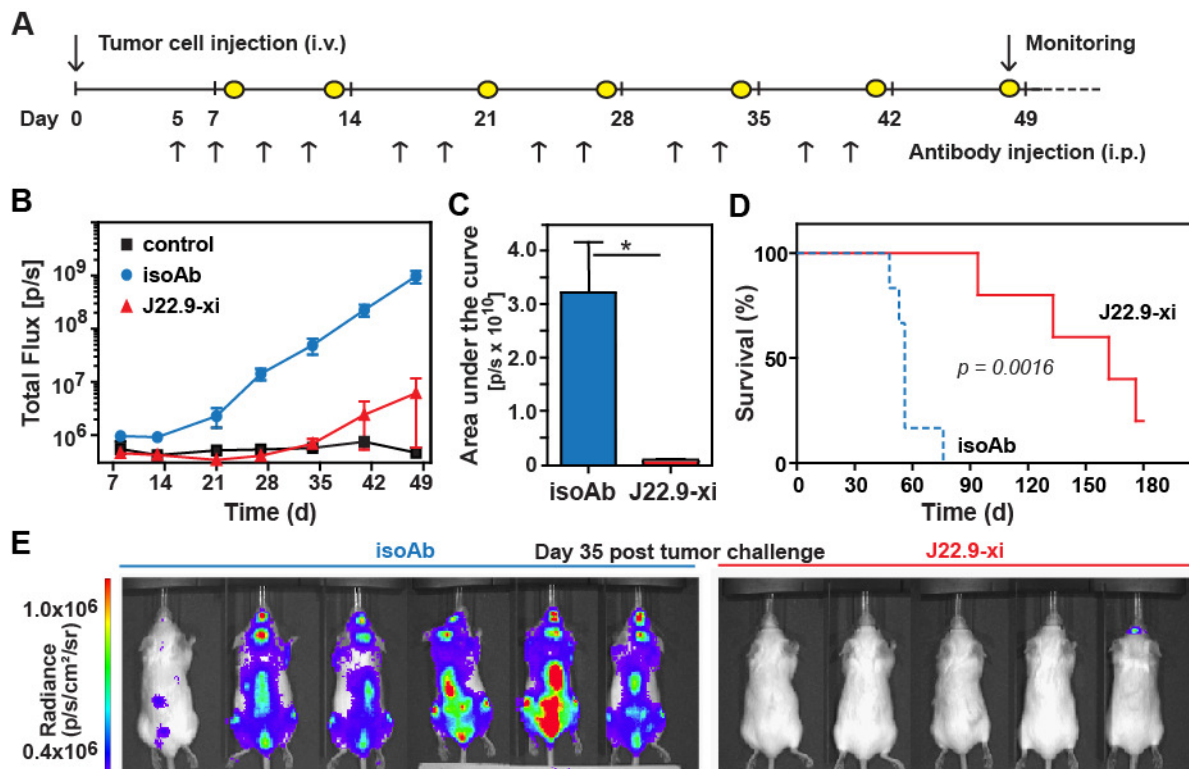 A
Tumor cell injection (i.v.)
Monitoring
Day 0 5 7 14 21 28 35 42 49
Antibody injection (i.p.)
B
Total Flux [p/s]
10⁹
10⁸
10⁷
10⁶
control
isoAb
J22.9-xi
7 14 21 28 35 42 49
Time (d)
C
Area under the curve
[p/s x 10¹⁰]
4.0
3.0
2.0
1.0
0
*
isoAb J22.9-xi
D
Survival (%)
100
50
0
J22.9-xi
p = 0.0016
isoAb
0 30 60 90 120 150 180
Time (d)
E
isoAb Day 35 post tumor challenge J22.9-xi
1.0x10⁶
Radiance
(p/s/cm²/sr)
0.4x10⁶